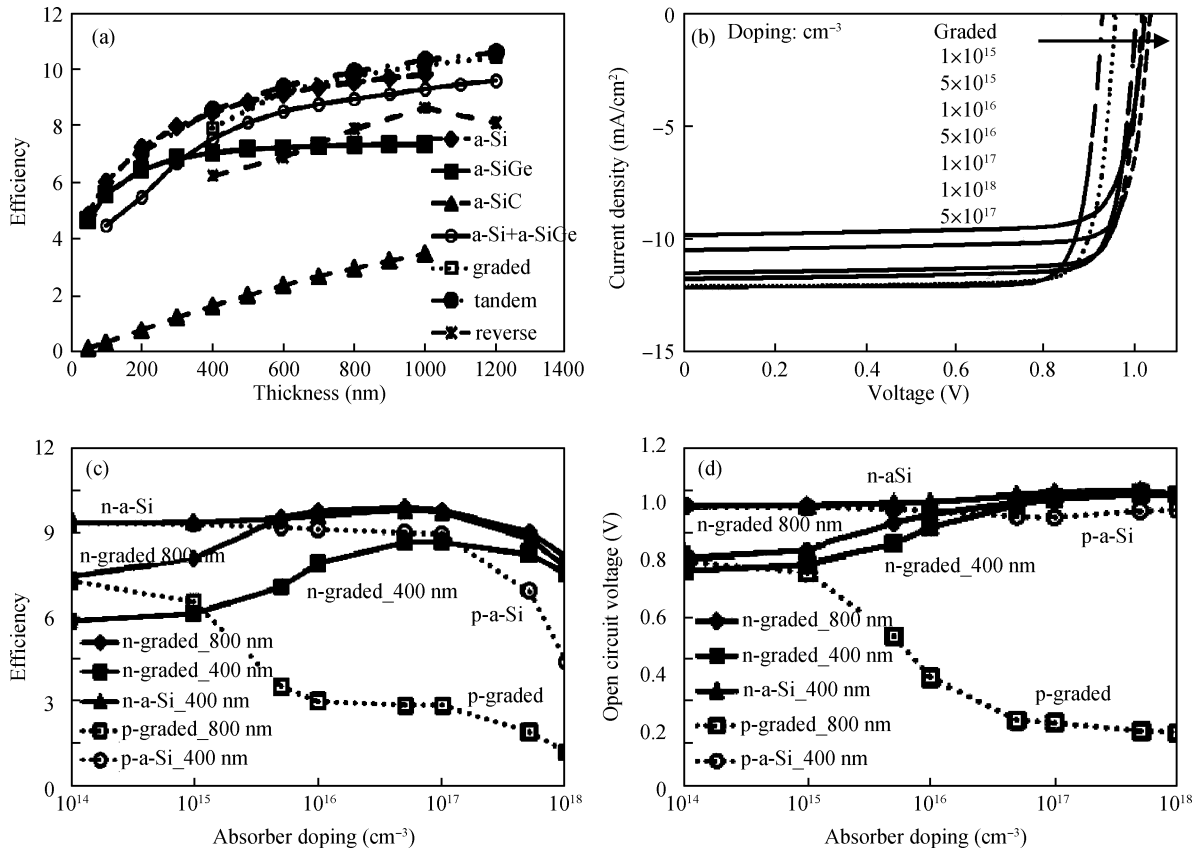 12
10
8
6
4
2
0
Efficiency
(a)
a-Si
a-SiGe
a-SiC
a-Si+a-SiGe
graded
tandem
reverse
0 200 400 600 800 1000 1200 1400
Thickness (nm)
0
−5
−10
−15
Current density (mA/cm²)
(b) Doping: cm⁻³ Graded
1×10¹⁵
5×10¹⁵
1×10¹⁶
5×10¹⁶
1×10¹⁷
1×10¹⁸
5×10¹⁷
0 0.2 0.4 0.6 0.8 1.0
Voltage (V)
12
9
6
3
0
Efficiency
(c)
n-a-Si
n-graded 800 nm
n-graded_400 nm
p-a-Si
p-graded
n-graded_800 nm
n-graded_400 nm
n-a-Si_400 nm
p-graded_800 nm
p-a-Si_400 nm
10¹⁴ 10¹⁵ 10¹⁶ 10¹⁷ 10¹⁸
Absorber doping (cm⁻³)
1.2
1.0
0.8
0.6
0.4
0.2
0
Open circuit voltage (V)
(d)
n-aSi
n-graded 800 nm
p-a-Si
n-graded_400 nm
p-graded
n-graded_800 nm
n-graded_400 nm
n-a-Si_400 nm
p-graded_800 nm
p-a-Si_400 nm
10¹⁴ 10¹⁵ 10¹⁶ 10¹⁷ 10¹⁸
Absorber doping (cm⁻³)